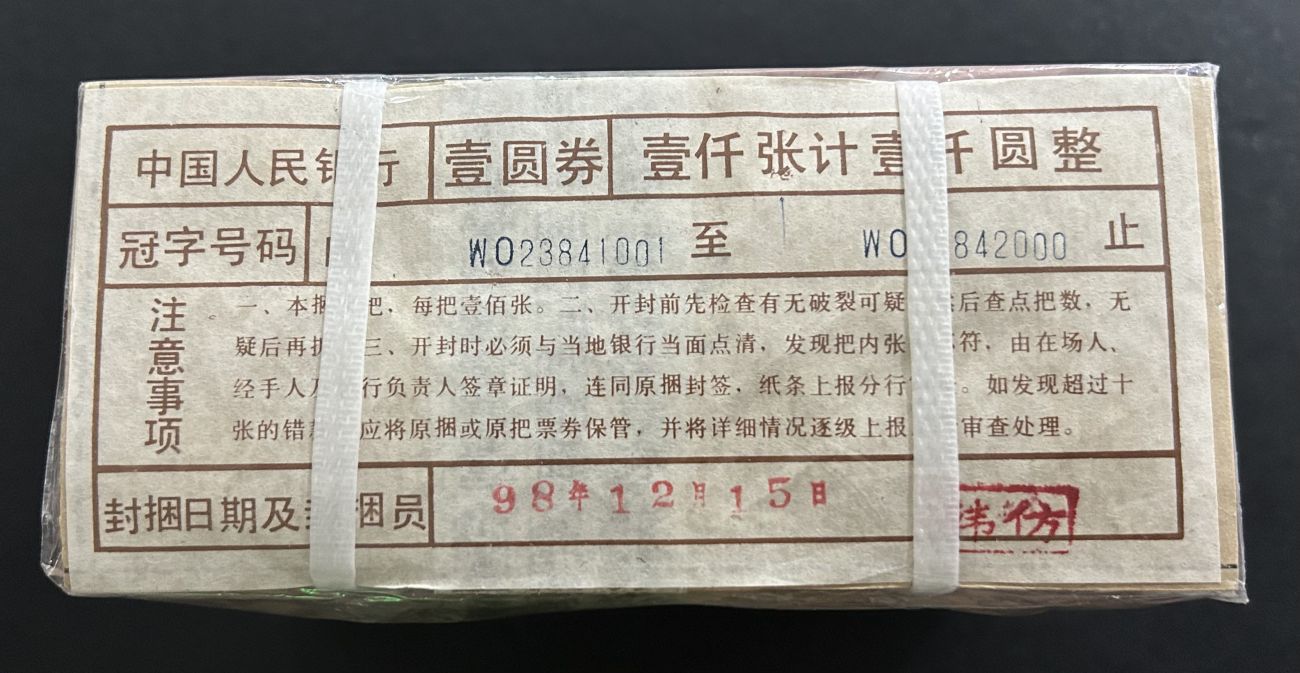 中国人民银行 壹圆券 壹仟张计壹仟圆整
冠字号码 W023841001 至 W0 842000 止
注意事项
一、本捆 把，每把壹佰张。二、开封前先检查有无破裂可疑 后查点把数，无
疑后再拆 三、开封时必须与当地银行当面点清，发现把内张 符，由在场人、
经手人及 行负责人签章证明，连同原捆封签，纸条上报分行 。如发现超过十
张的错款 应将原捆或原把票券保管，并将详细情况逐级上报 审查处理。
封捆日期及封捆员 98年12月15日